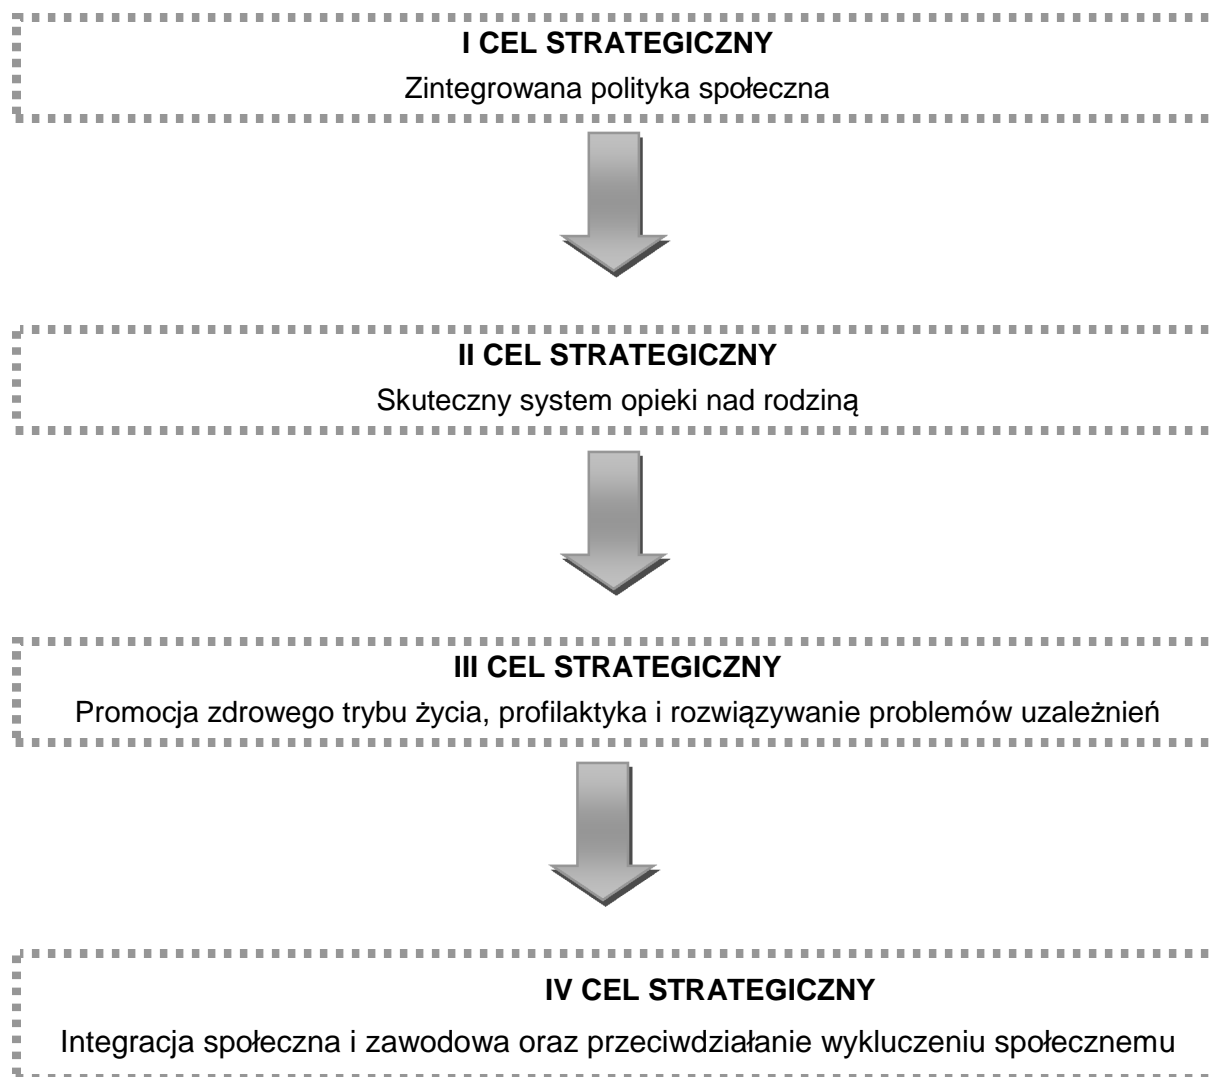 I CEL STRATEGICZNY
Zintegrowana polityka społeczna
II CEL STRATEGICZNY
Skuteczny system opieki nad rodziną
III CEL STRATEGICZNY
Promocja zdrowego trybu życia, profilaktyka i rozwiązywanie problemów uzależnień
IV CEL STRATEGICZNY
Integracja społeczna i zawodowa oraz przeciwdziałanie wykluczeniu społecznemu